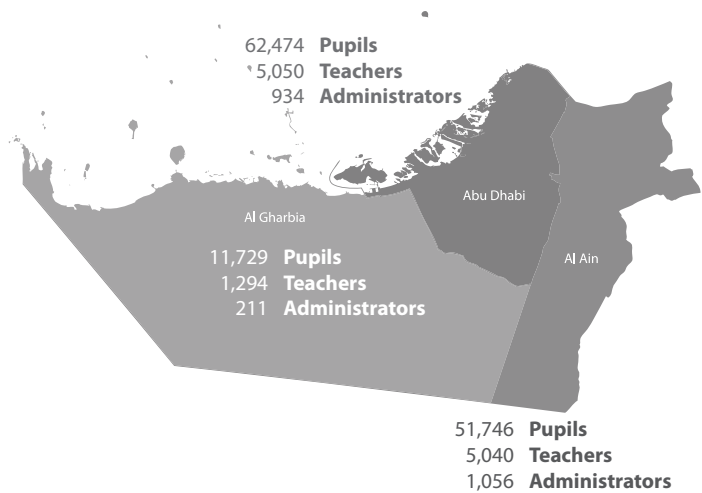 62,474 Pupils
5,050 Teachers
934 Administrators
Abu Dhabi
Al Gharbia
Al Ain
11,729 Pupils
1,294 Teachers
211 Administrators
51,746 Pupils
5,040 Teachers
1,056 Administrators